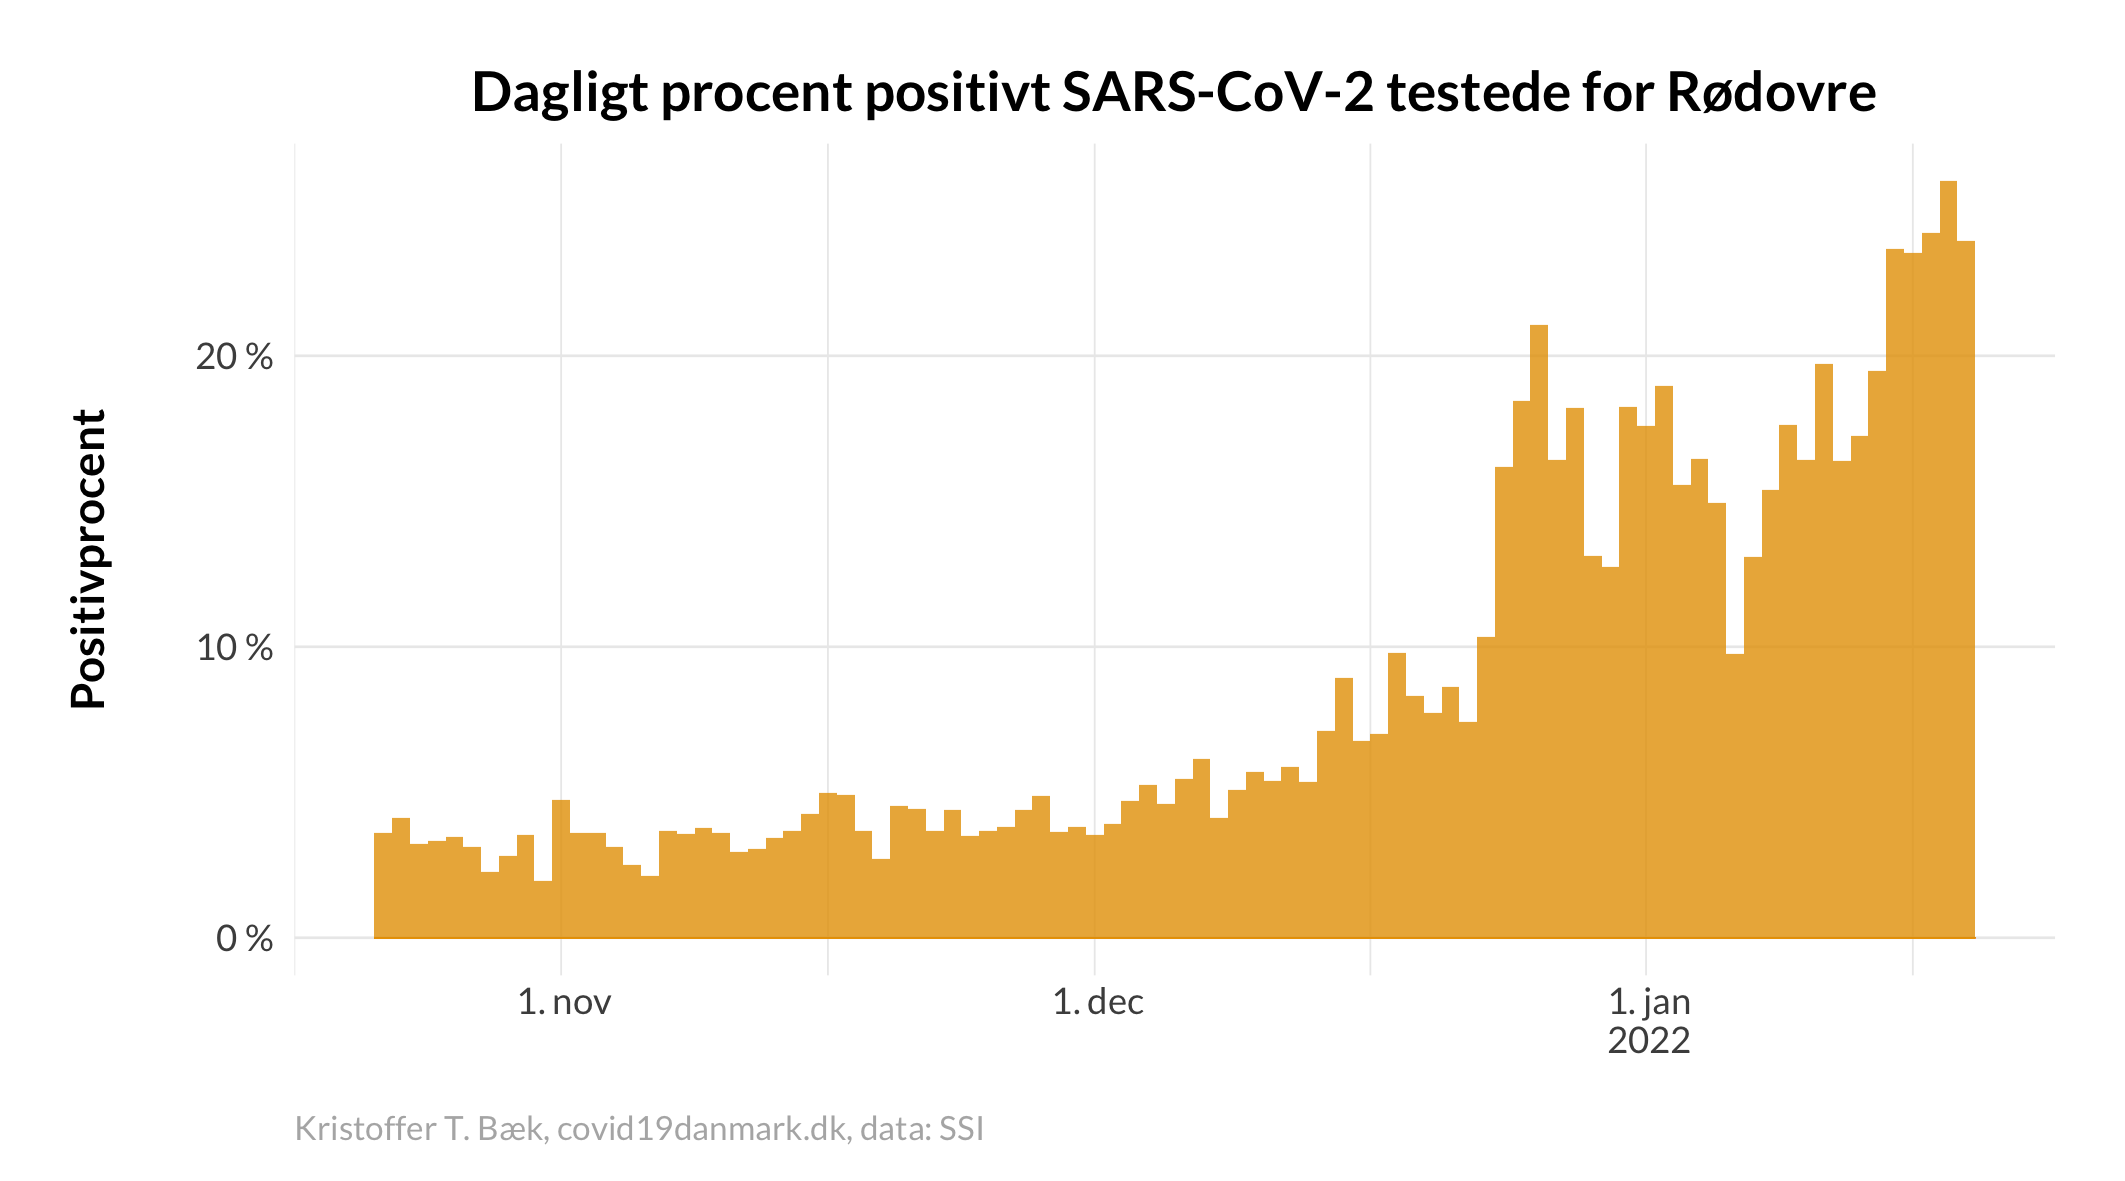 Dagligt procent positivt SARS-CoV-2 testede for Rødovre
Positivprocent
20 %
10 %
0 %
1. nov
1. dec
1. jan
2022
Kristoffer T. Bæk, covid19danmark.dk, data: SSI